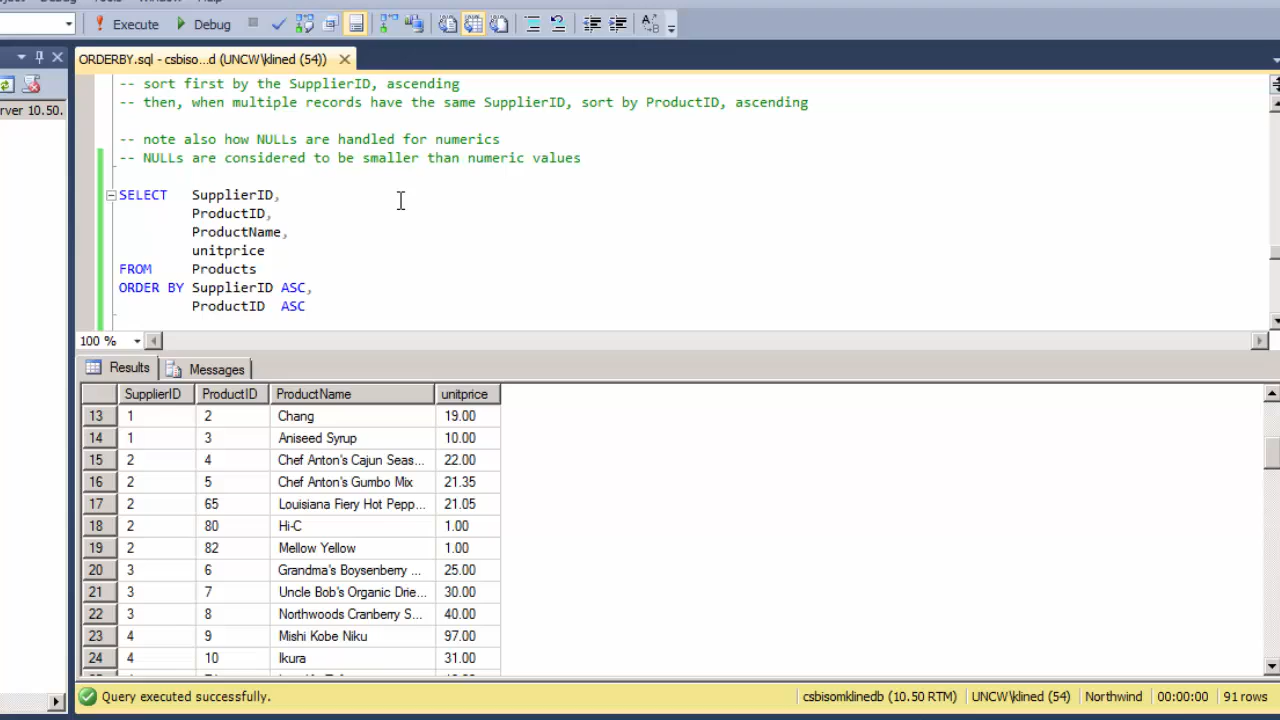 Execute Debug
ORDERBY.sql - csbiso...d (UNCW\klined (54))
rver 10.50.
-- sort first by the SupplierID, ascending
-- then, when multiple records have the same SupplierID, sort by ProductID, ascending
-- note also how NULLs are handled for numerics
-- NULLs are considered to be smaller than numeric values
SELECT SupplierID,
ProductID,
ProductName,
unitprice
FROM Products
ORDER BY SupplierID ASC,
ProductID ASC
100 %
Results Messages
SupplierID ProductID ProductName unitprice
13 1 2 Chang 19.00
14 1 3 Aniseed Syrup 10.00
15 2 4 Chef Anton's Cajun Seas... 22.00
16 2 5 Chef Anton's Gumbo Mix 21.35
17 2 65 Louisiana Fiery Hot Pepp... 21.05
18 2 80 Hi-C 1.00
19 2 82 Mellow Yellow 1.00
20 3 6 Grandma's Boysenberry ... 25.00
21 3 7 Uncle Bob's Organic Drie... 30.00
22 3 8 Northwoods Cranberry S... 40.00
23 4 9 Mishi Kobe Niku 97.00
24 4 10 Ikura 31.00
Query executed successfully. csbisomklinedb (10.50 RTM) UNCW\klined (54) Northwind 00:00:00 91 rows